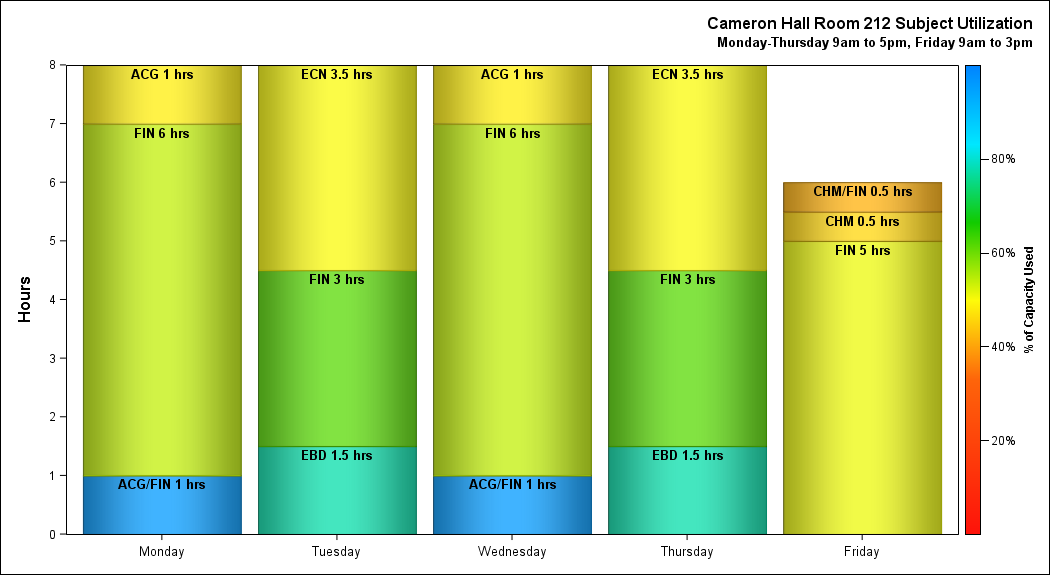 Cameron Hall Room 212 Subject Utilization
Monday-Thursday 9am to 5pm, Friday 9am to 3pm
Hours
8
7
6
5
4
3
2
1
0
ACG 1 hrs
FIN 6 hrs
ACG/FIN 1 hrs
ECN 3.5 hrs
FIN 3 hrs
EBD 1.5 hrs
ACG 1 hrs
FIN 6 hrs
ACG/FIN 1 hrs
ECN 3.5 hrs
FIN 3 hrs
EBD 1.5 hrs
CHM/FIN 0.5 hrs
CHM 0.5 hrs
FIN 5 hrs
Monday
Tuesday
Wednesday
Thursday
Friday
80%
60%
40%
20%
% of Capacity Used